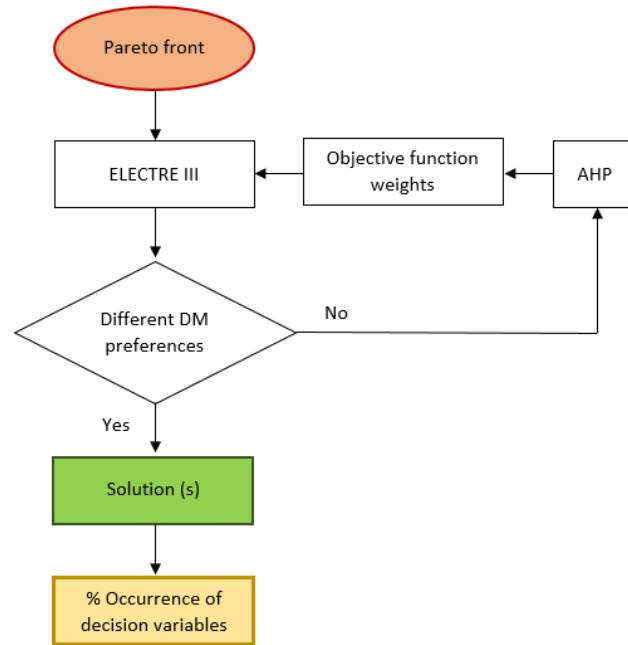 Pareto front
ELECTRE III
Objective function
weights
AHP
Different DM
preferences
No
Yes
Solution (s)
% Occurrence of
decision variables